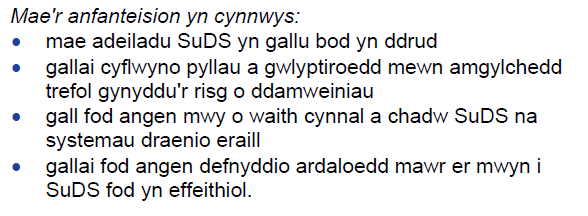 Mae'r anfanteision yn cynnwys:
• mae adeiladu SuDS yn gallu bod yn ddrud
• gallai cyflwyno pyllau a gwlyptiroedd mewn amgylchedd
trefol gynyddu'r risg o ddamweiniau
• gall fod angen mwy o waith cynnal a chadw SuDS na
systemau draenio eraill
• gallai fod angen defnyddio ardaloedd mawr er mwyn i
SuDS fod yn effeithiol.